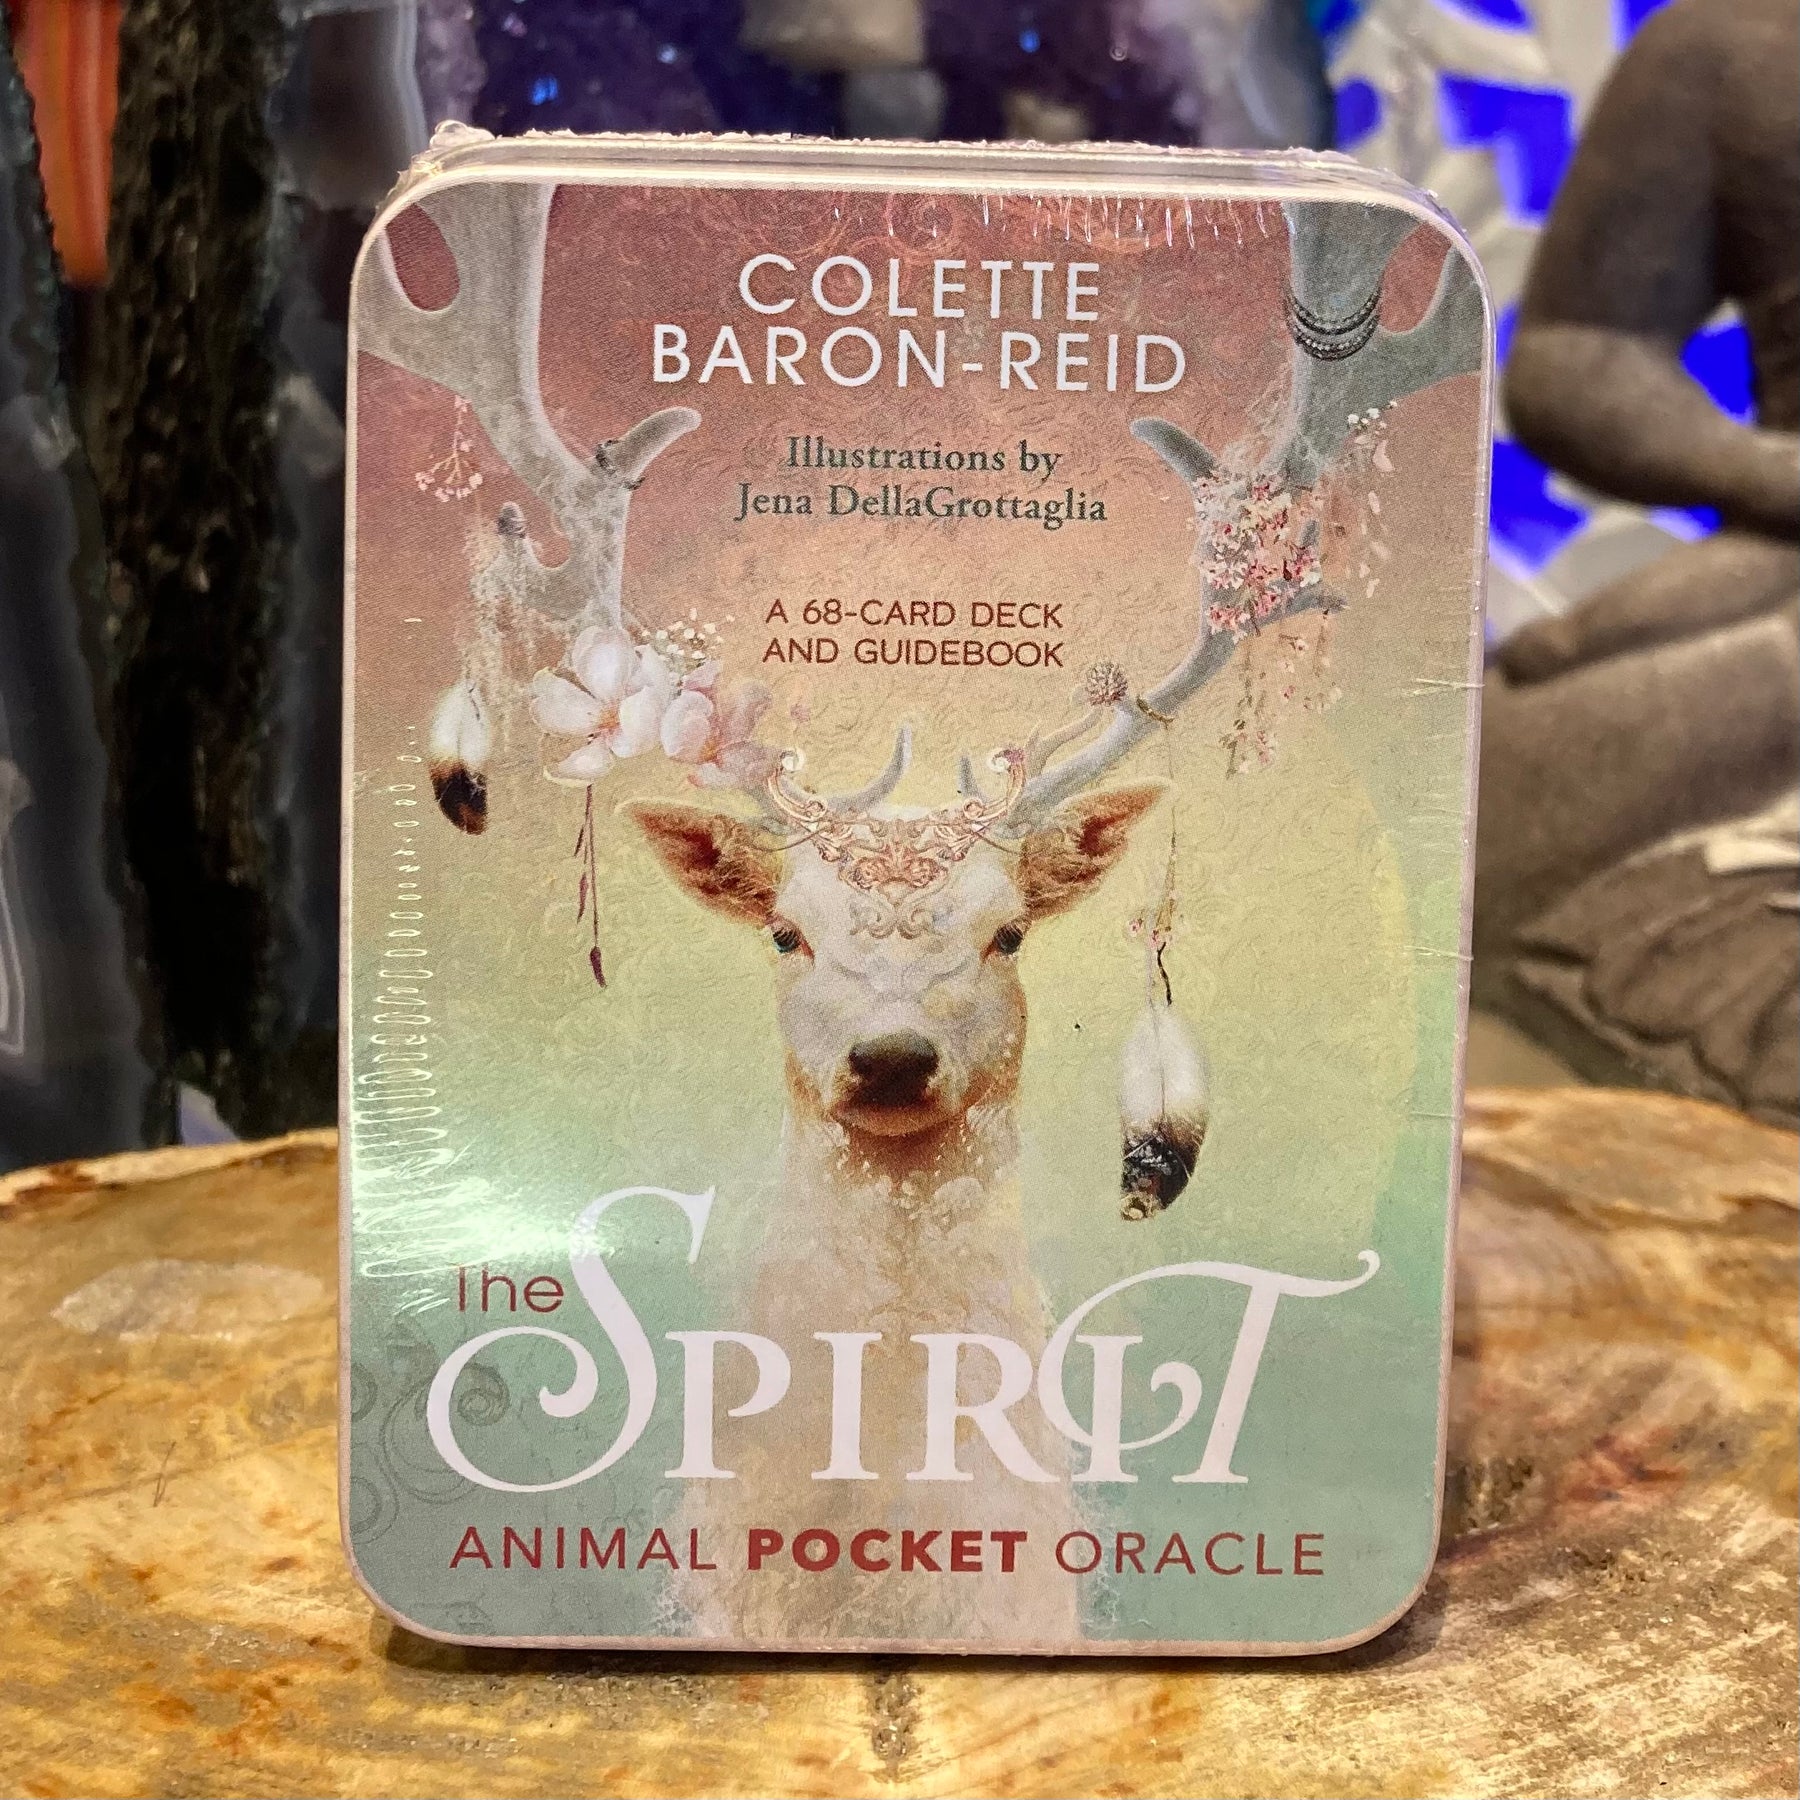 COLETTE
BARON-REID
Illustrations by
Jena DellaGrottaglia
A 68-CARD DECK
AND GUIDEBOOK
The SPIRIT
ANIMAL POCKET ORACLE